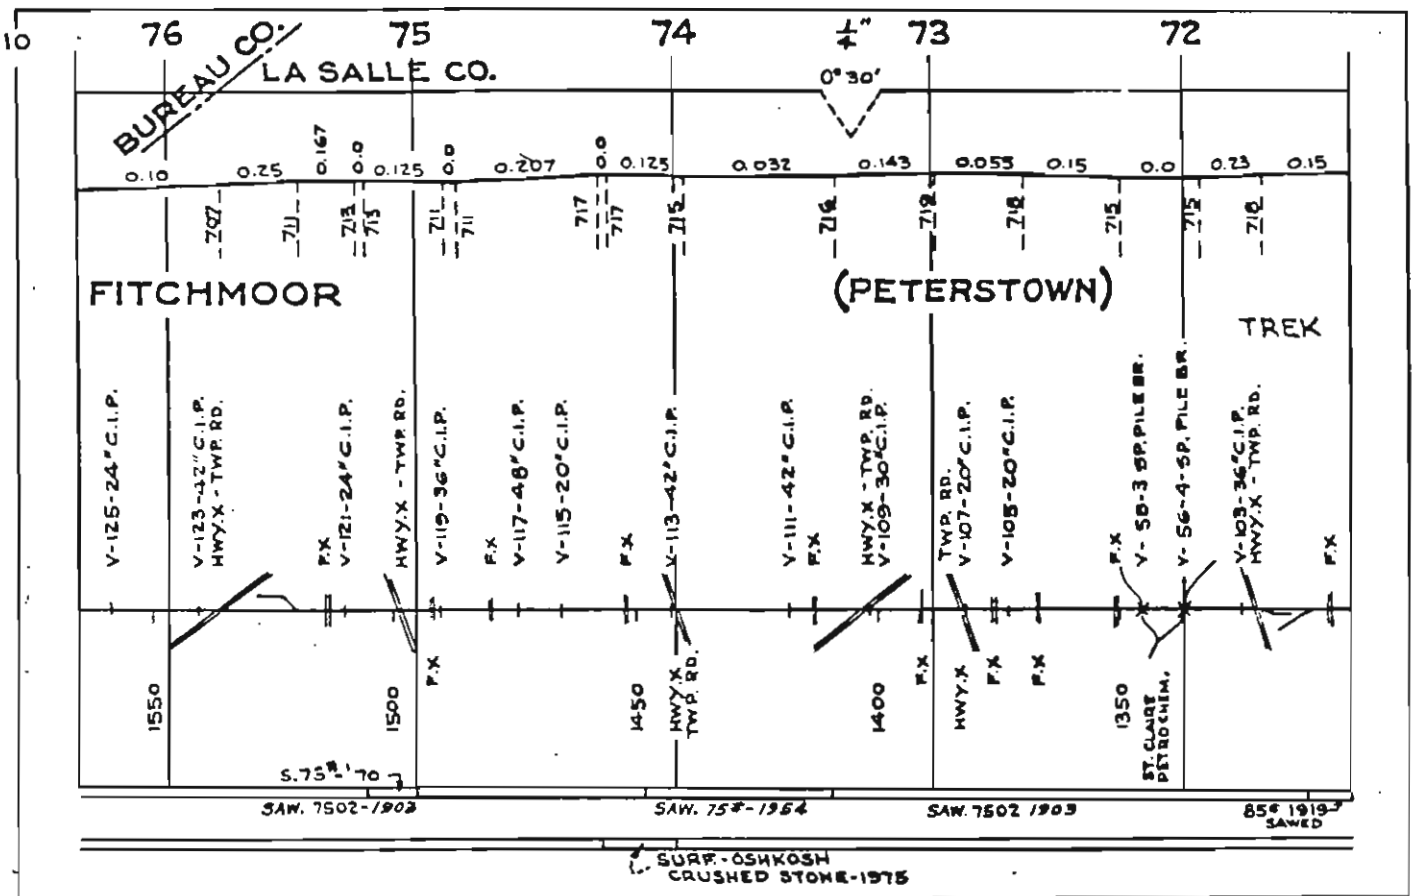 10
76 75 74 1/4" 73 72
BUREAU CO.
LA SALLE CO.
0°30'
0.10 0.25 0.167 0.0 0.125 0.0 0.207 0.0 0.125 0.032 0.143 0.053 0.15 0.0 0.23 0.15
707 711 713 713 711 711 717 717 715 716 719 718 715 715 718
FITCHMOOR
(PETERSTOWN)
TREK
V-125-24"C.I.P.
V-123-42"C.I.P.
HWY.X - TWP. RD.
F.X
V-121-24"C.I.P.
HWY.X - TWP. RD.
V-119-36"C.I.P.
F.X
V-117-48"C.I.P.
V-115-20"C.I.P.
F.X
V-113-42"C.I.P.
V-111-42"C.I.P.
F.X
HWY.X - TWP. RD.
V-109-30"C.I.P.
TWP. RD.
V-107-20"C.I.P.
V-105-20"C.I.P.
F.X
V-58-3 SP. PILE BR.
V-56-4-SP. PILE BR.
V-103-36"C.I.P.
HWY.X - TWP. RD.
F.X
1550
1500
F.X
1450
HWY.X
TWP. RD.
1400
F.X
HWY.X
F.X
F.X
1350
ST. CLAIRE
PETROCHEM.
S.75#-'70
SAW. 7502-1902
SAW. 75#-1954
SAW. 7502 1903
85# 1919
SAWED
SURF.-OSHKOSH
CRUSHED STONE-1975